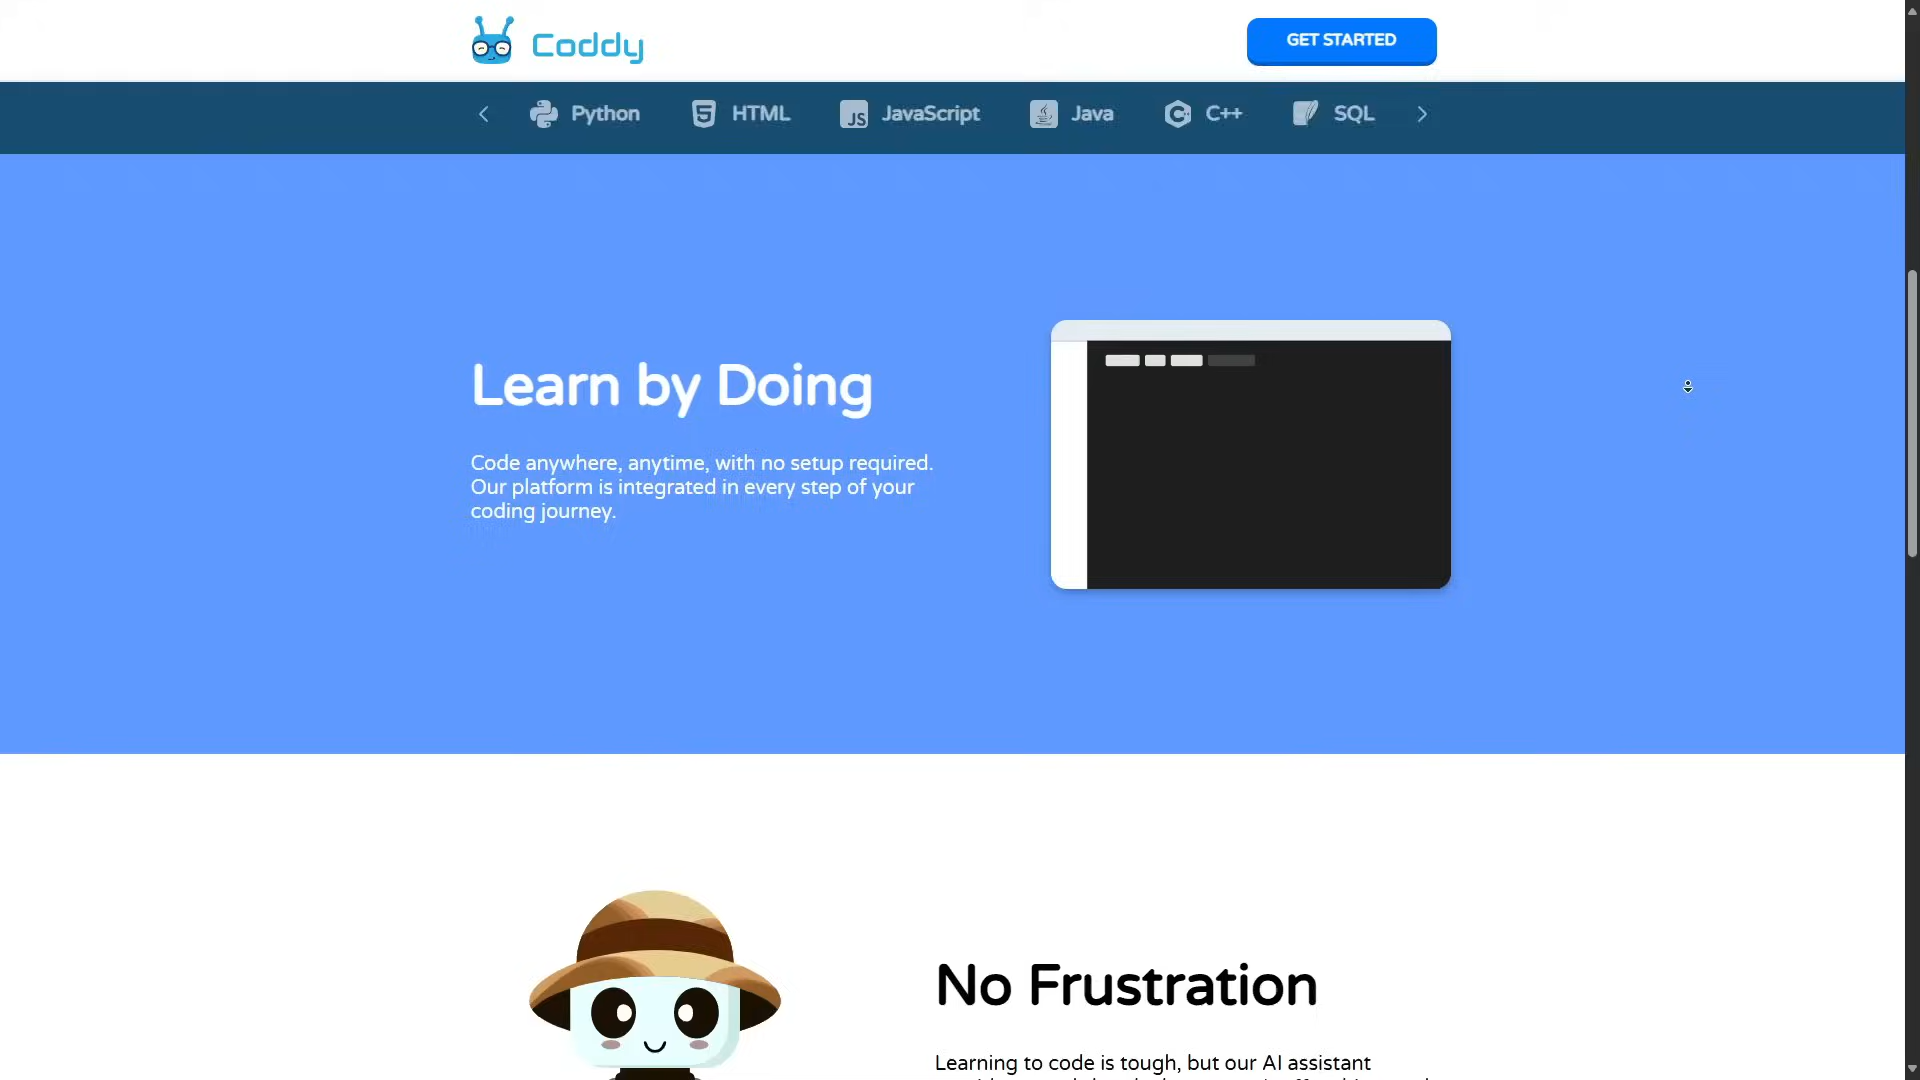 Coddy
GET STARTED
Python
HTML
JS
JavaScript
Java
C++
SQL
Learn by Doing
Code anywhere, anytime, with no setup required.
Our platform is integrated in every step of your
coding journey.
No Frustration
Learning to code is tough, but our AI assistant